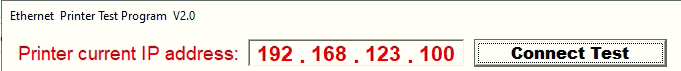 Ethernet Printer Test Program V2.0
Printer current IP address: 192 . 168 . 123 . 100 Connect Test